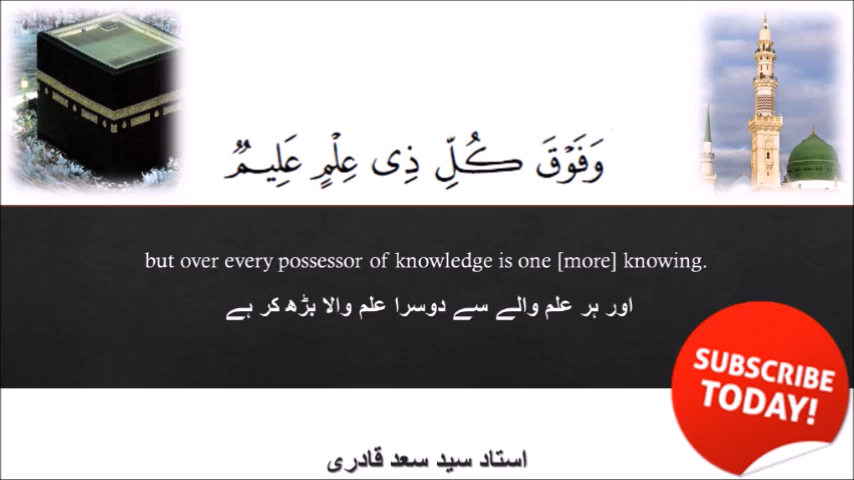 وَفَوْقَ كُلِّ ذِى عِلْمٍ عَلِيمٌ
but over every possessor of knowledge is one [more] knowing.
اور ہر علم والے سے دوسرا علم والا بڑھ کر ہے
SUBSCRIBE
TODAY!
استاد سید سعد قادری